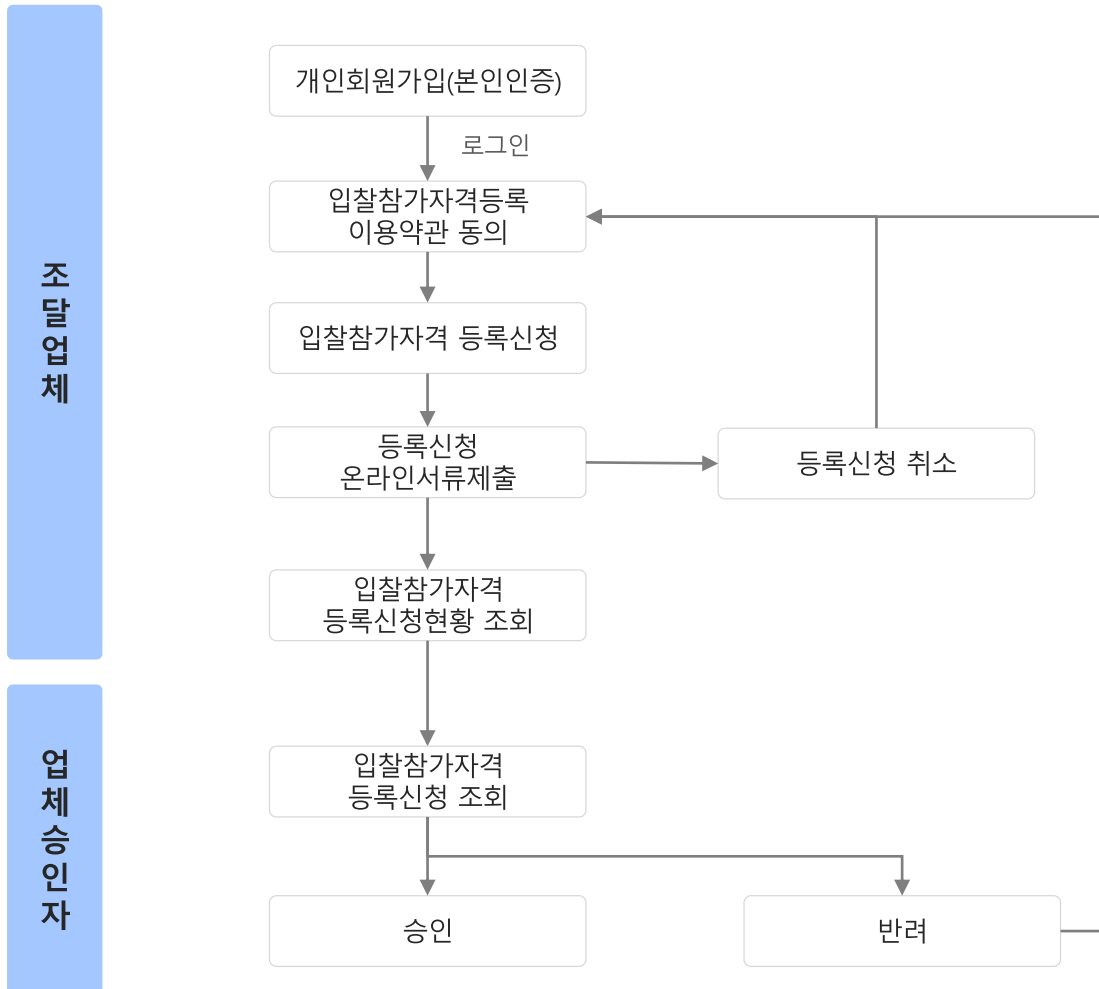 조달업체
개인회원가입(본인인증)
로그인
입찰참가자격등록
이용약관 동의
입찰참가자격 등록신청
등록신청
온라인서류제출
등록신청 취소
입찰참가자격
등록신청현황 조회
업체승인자
입찰참가자격
등록신청 조회
승인
반려